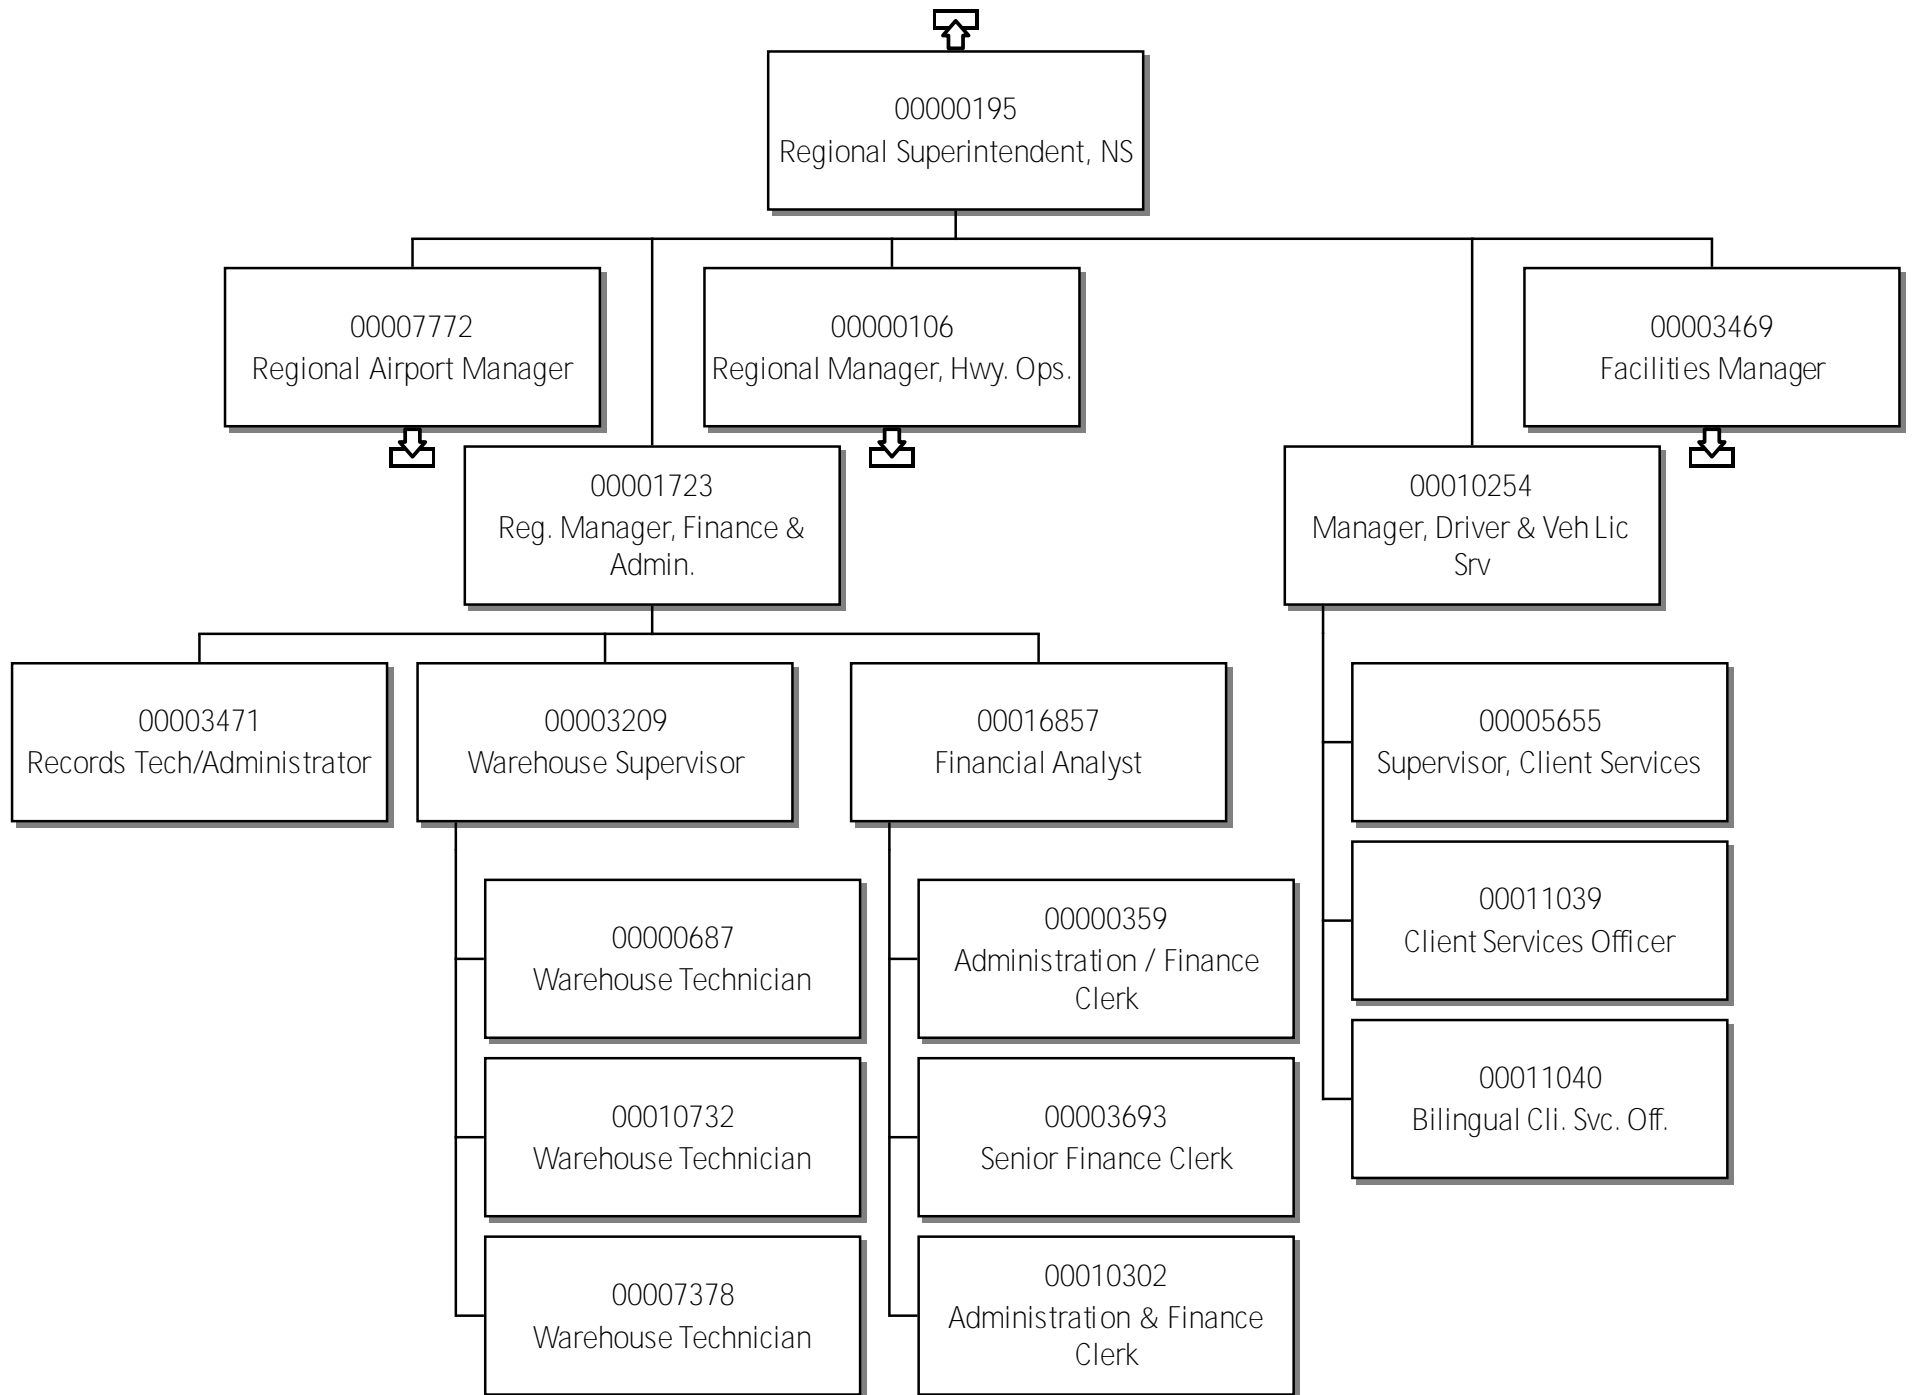 00000195
Regional Superintendent, NS
00007772
Regional Airport Manager
00000106
Regional Manager, Hwy. Ops.
00003469
Facilities Manager
00001723
Reg. Manager, Finance &
Admin.
00010254
Manager, Driver & Veh Lic
Srv
00003471
Records Tech/Administrator
00003209
Warehouse Supervisor
00016857
Financial Analyst
00005655
Supervisor, Client Services
00000687
Warehouse Technician
00000359
Administration / Finance
Clerk
00011039
Client Services Officer
00010732
Warehouse Technician
00003693
Senior Finance Clerk
00011040
Bilingual Cli. Svc. Off.
00007378
Warehouse Technician
00010302
Administration & Finance
Clerk